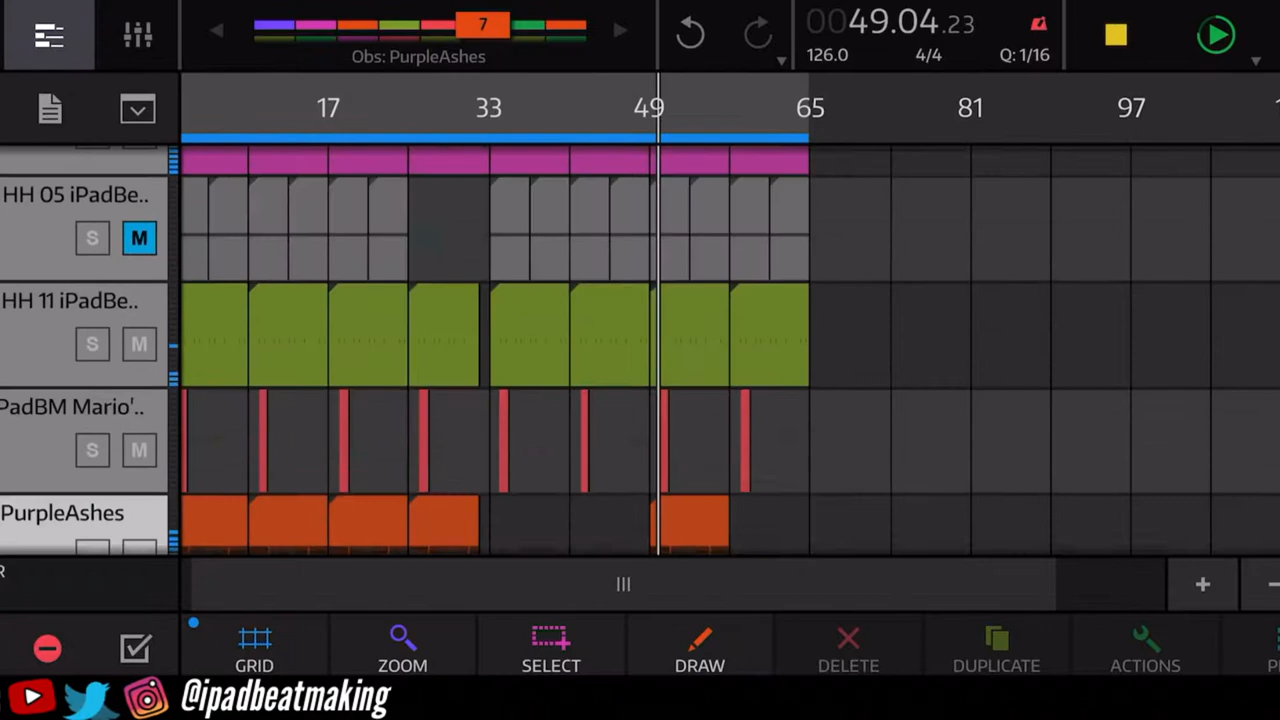 7
Obs: PurpleAshes
0049.04.23
126.0
4/4
Q: 1/16
17
33
49
65
81
97
HH 05 iPadBe..
S
M
HH 11 iPadBe..
S
M
PadBM Mario'..
S
M
PurpleAshes
R
+
GRID
ZOOM
SELECT
DRAW
DELETE
DUPLICATE
ACTIONS
@ipadbeatmaking